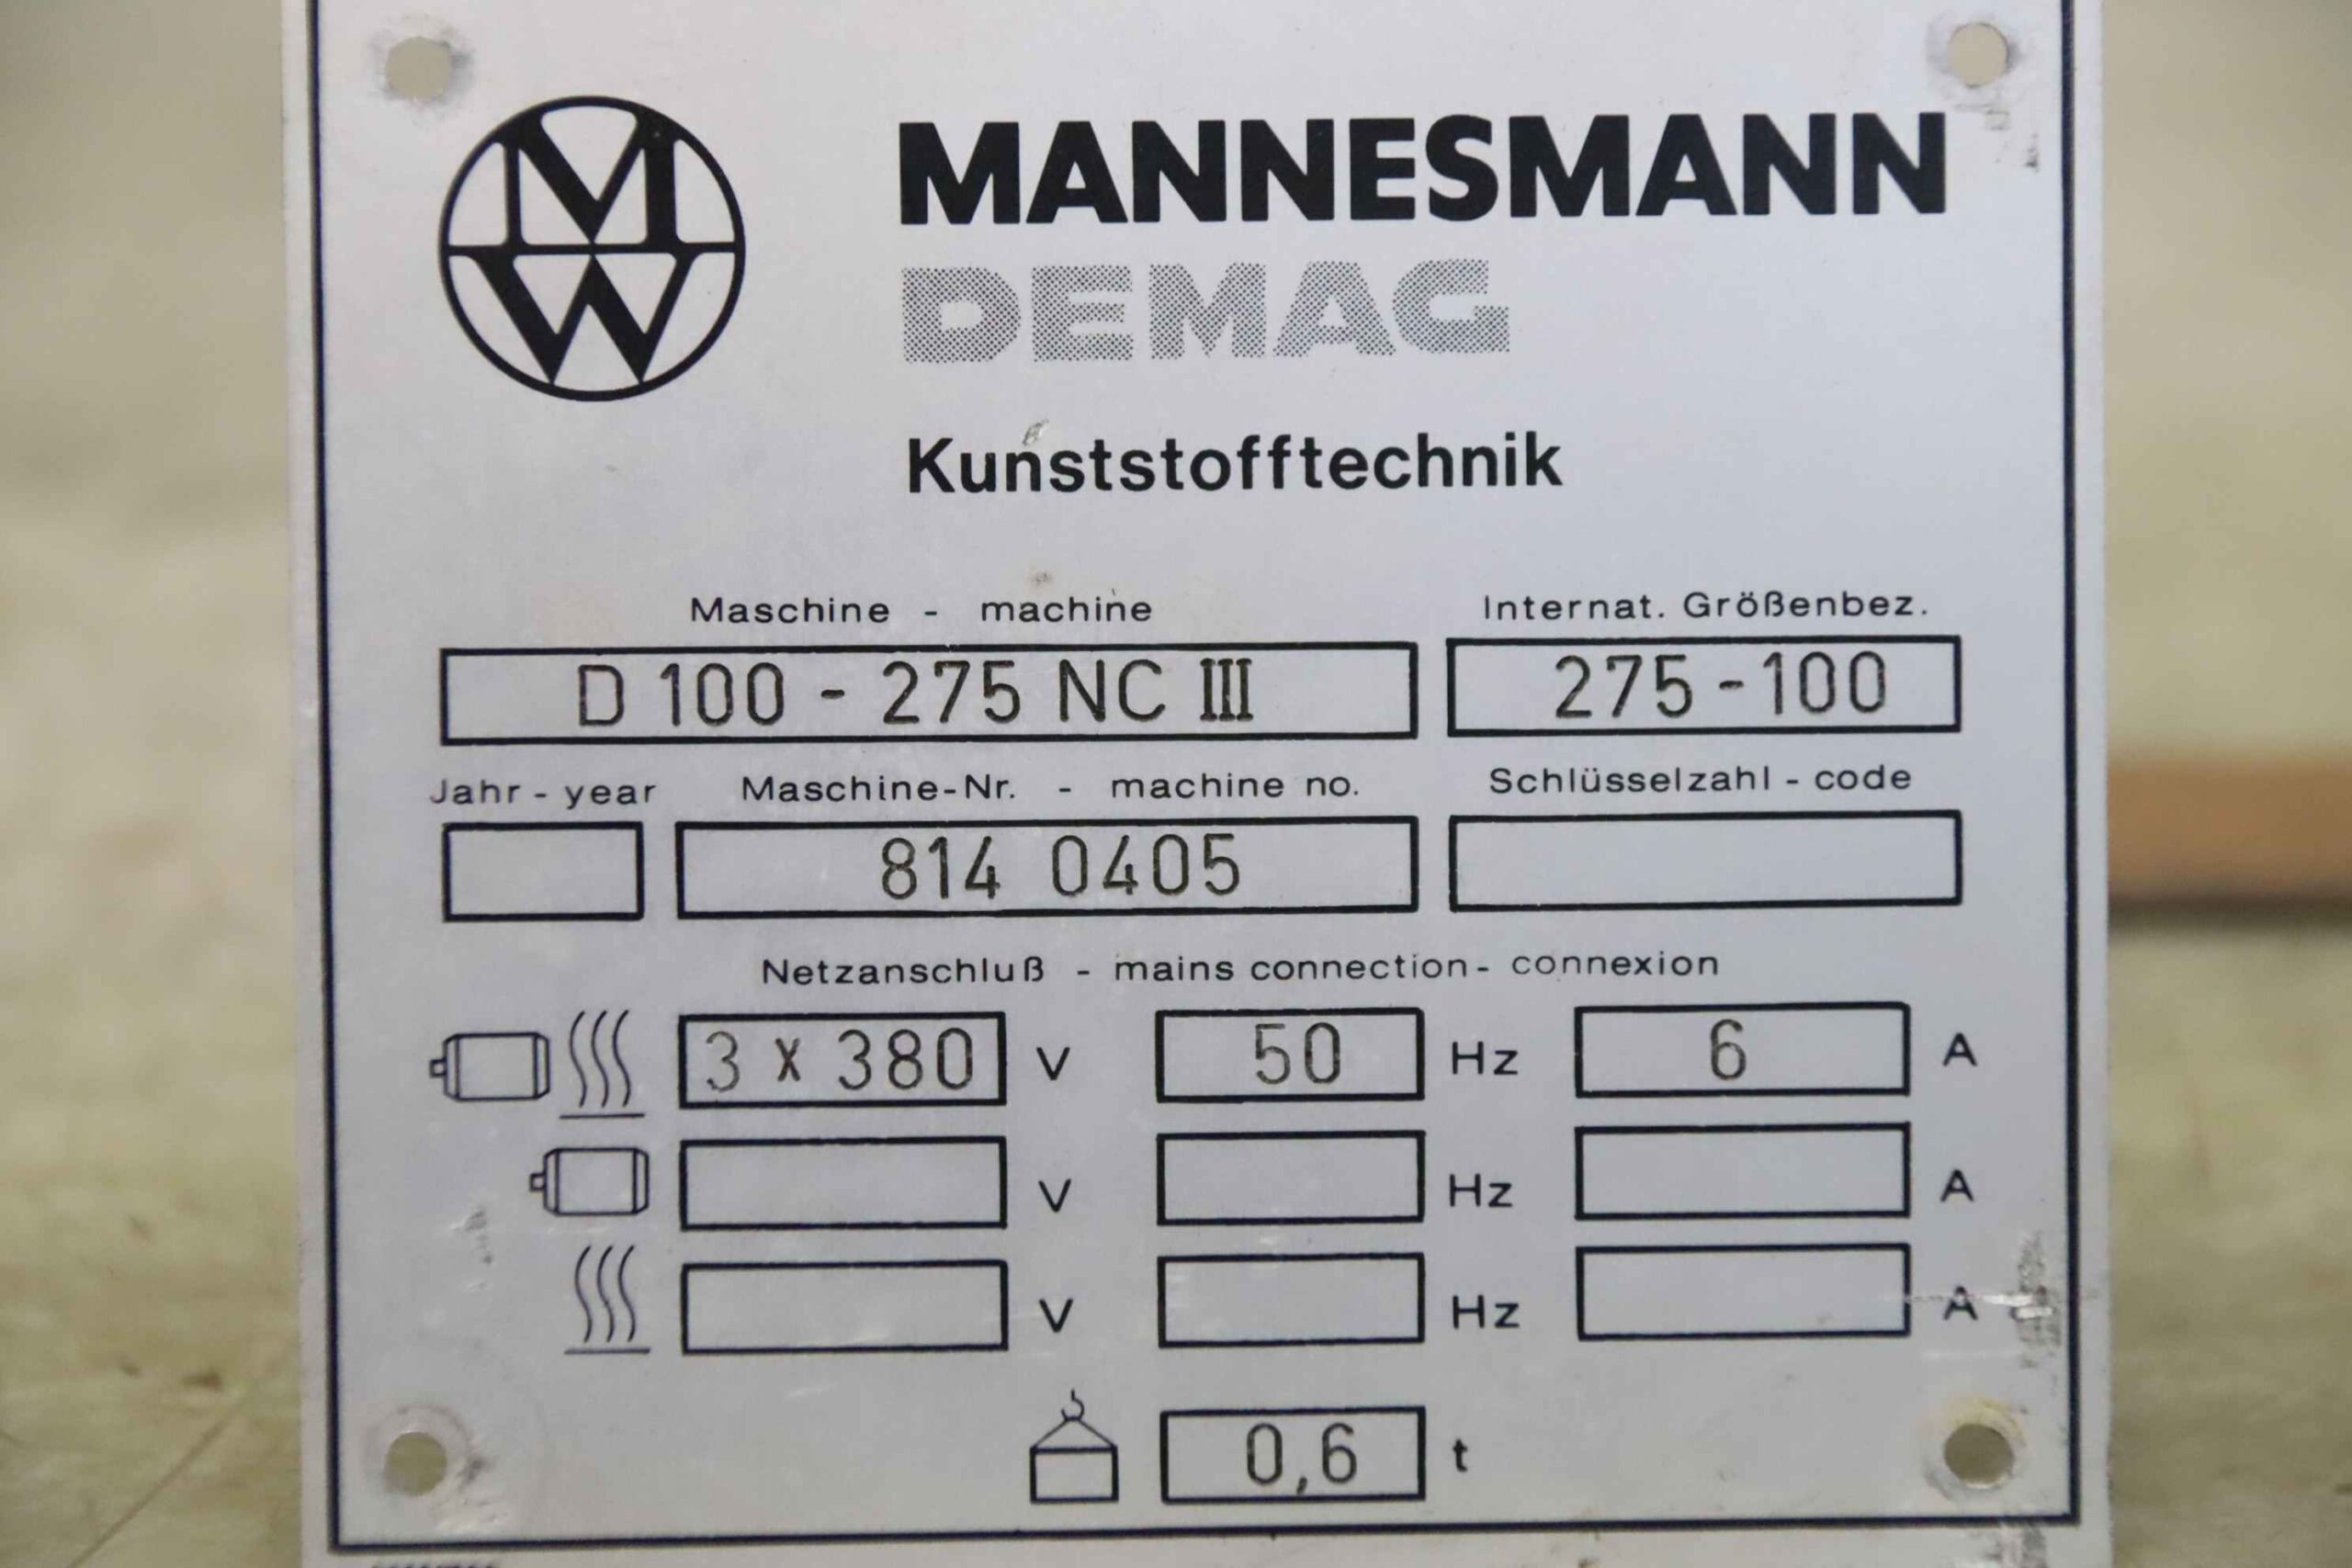 MW
MANNESMANN
DEMAG
Kunststofftechnik
Maschine - machine Internat. Größenbez.
D 100 - 275 NC III 275-100
Jahr - year Maschine-Nr. - machine no. Schlüsselzahl - code
814 0405
Netzanschluß - mains connection - connexion
3 x 380 V 50 Hz 6 A
V Hz A
V Hz A
0,6 t